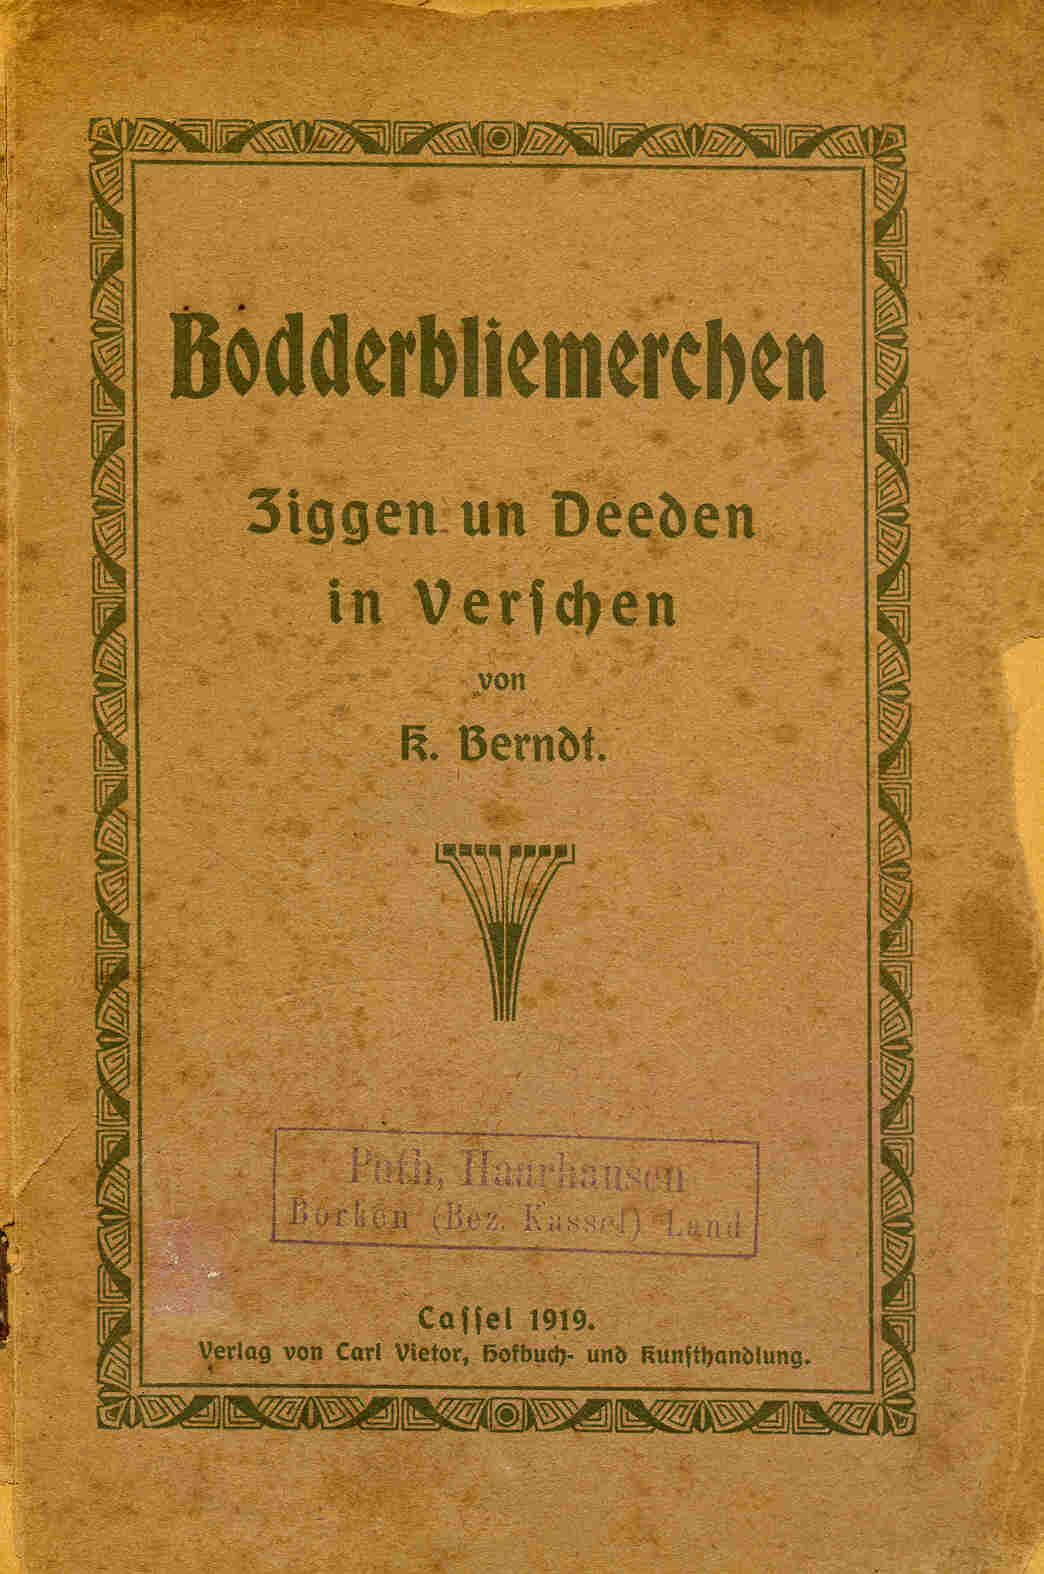 Bodderbliemerchen
Ziggen un Deeden
in Verſchen
von
K. Berndt.
Haarhausen
Borken (Bez. Kassel) Land
Caſſel 1919.
Verlag von Carl Vietor, Hofbuch- und Kunſthandlung.